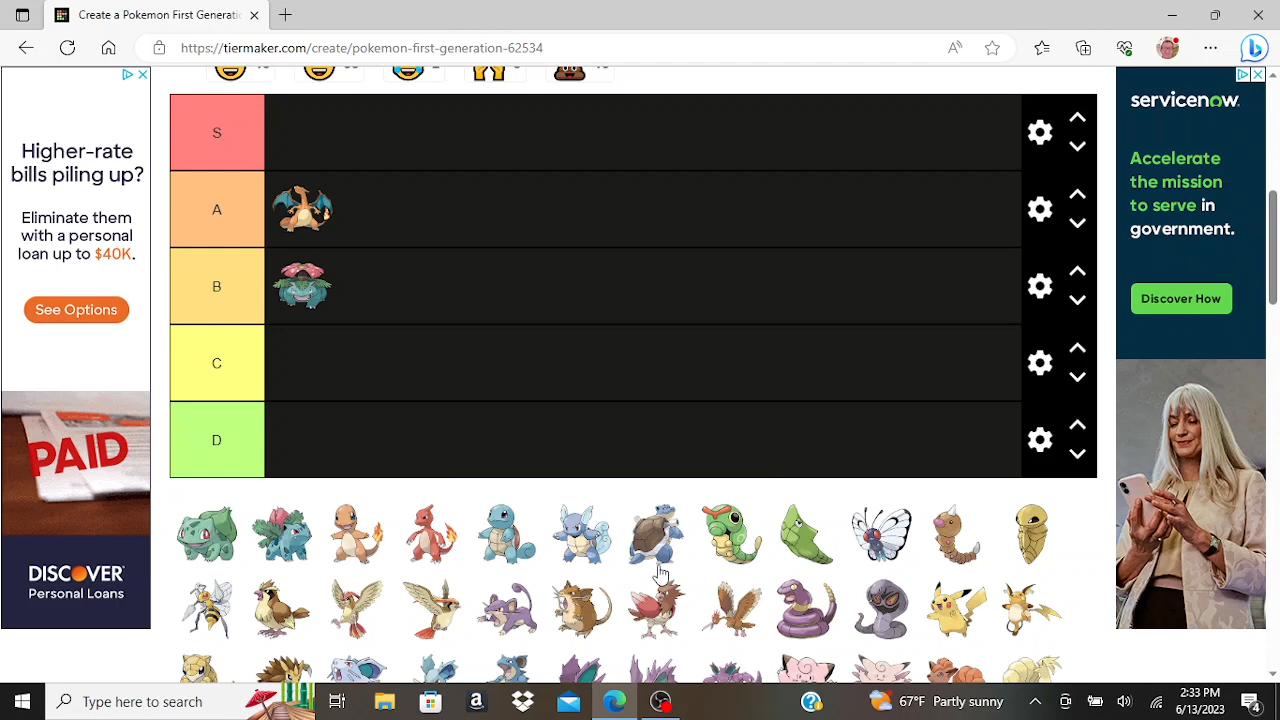 Create a Pokemon First Generati
https://tiermaker.com/create/pokemon-first-generation-62534
Higher-rate
bills piling up?
Eliminate them
with a personal
loan up to $40K.
See Options
PAID
DISCOVER
Personal Loans
S
A
B
C
D
servicenow
Accelerate
the mission
to serve in
government.
Discover How
Type here to search
67°F Partly sunny
2:33 PM
6/13/2023
4